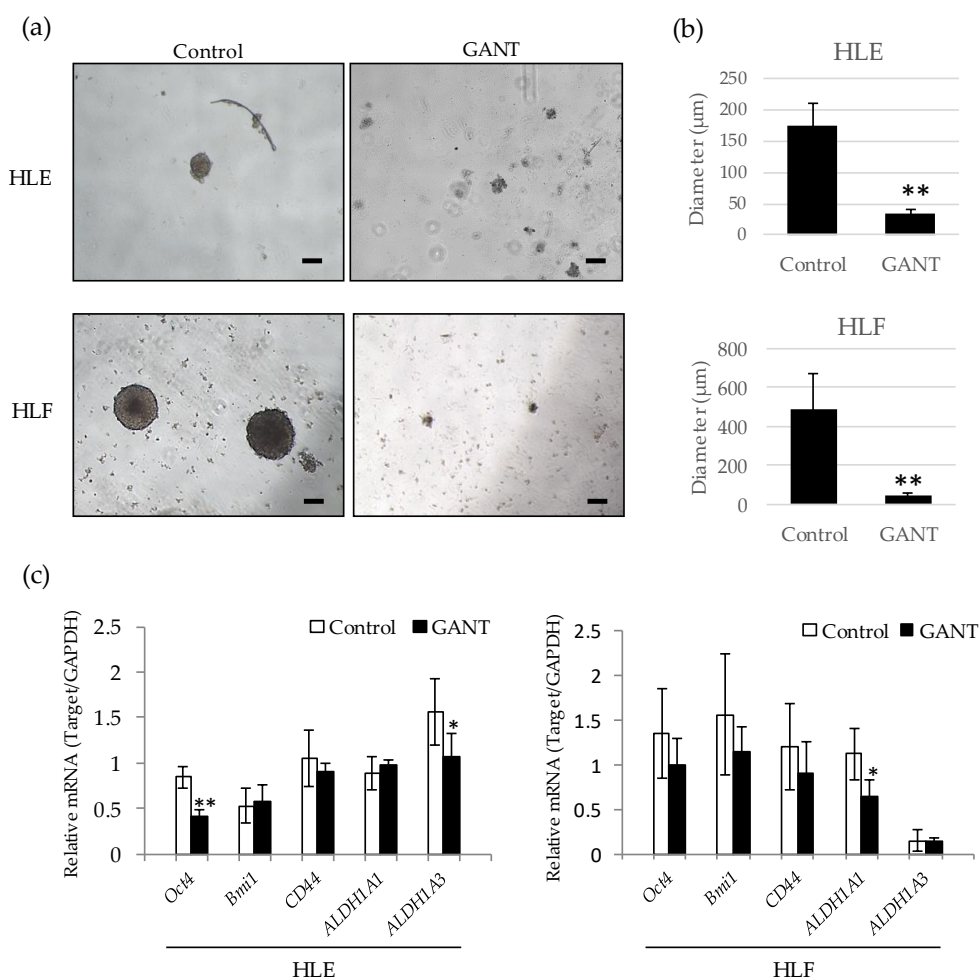 (a)
Control GANT
HLE
HLF
(b)
HLE
Diameter (μm)
250
200
150
100
50
0
**
Control GANT
HLF
Diameter (μm)
800
600
400
200
0
**
Control GANT
(c)
Relative mRNA (Target/GAPDH)
Control GANT
2.5
2
1.5
1
0.5
0
**
*
Oct4
Bmi1
CD44
ALDH1A1
ALDH1A3
HLE
Relative mRNA (Target/GAPDH)
Control GANT
2.5
2
1.5
1
0.5
0
*
Oct4
Bmi1
CD44
ALDH1A1
ALDH1A3
HLF